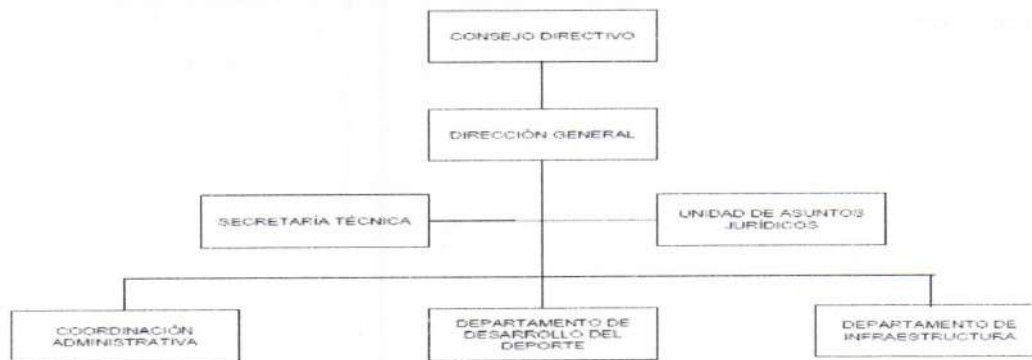 CONSEJO DIRECTIVO
DIRECCIÓN GENERAL
SECRETARÍA TÉCNICA
UNIDAD DE ASUNTOS
JURÍDICOS
COORDINACIÓN
ADMINISTRATIVA
DEPARTAMENTO DE
DESARROLLO DEL
DEPORTE
DEPARTAMENTO DE
INFRAESTRUCTURA